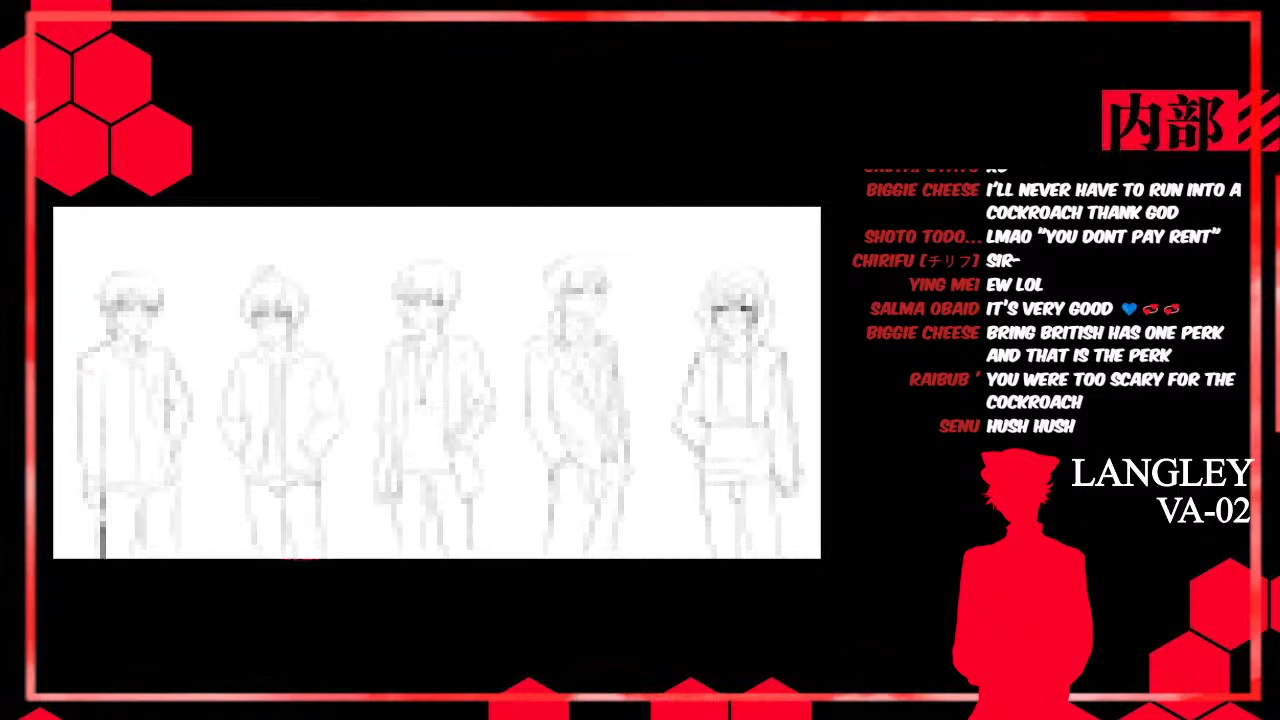 内部
BIGGIE CHEESE I'LL NEVER HAVE TO RUN INTO A
COCKROACH THANK GOD
SHOTO TODO... LMAO "YOU DONT PAY RENT"
CHIRIFU [チリフ] SIR-
YING MEI EW LOL
SALMA OBAID IT'S VERY GOOD 💙
BIGGIE CHEESE BRING BRITISH HAS ONE PERK
AND THAT IS THE PERK
RAIBUB ' YOU WERE TOO SCARY FOR THE
COCKROACH
SENU HUSH HUSH
LANGLEY
VA-02